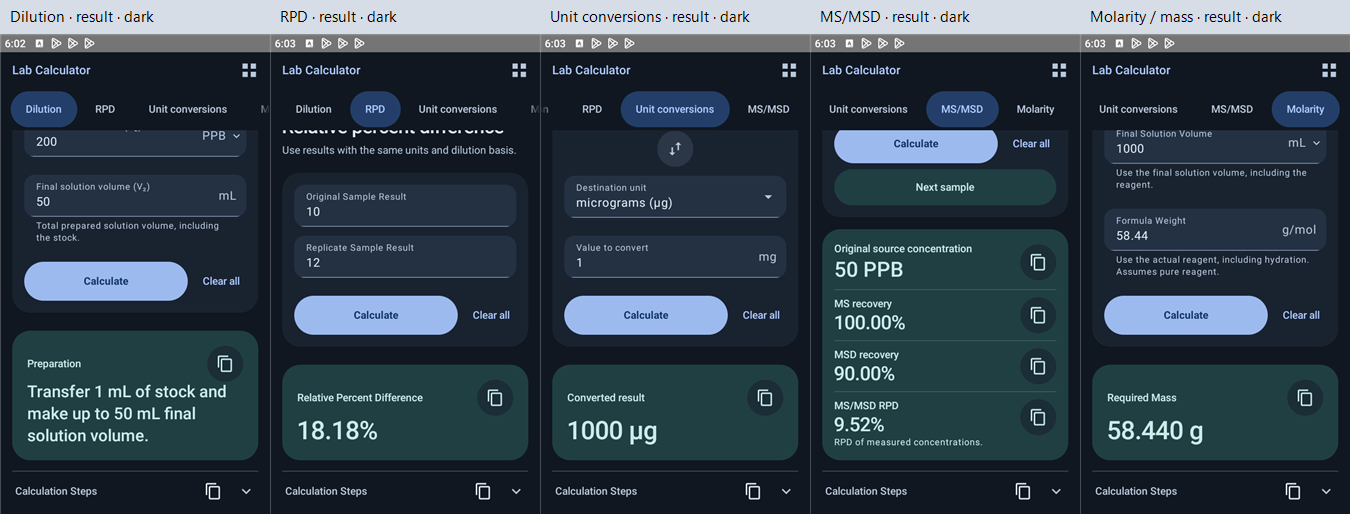 Dilution · result · dark
6:02
Lab Calculator
Dilution
RPD
Unit conversions
M
200
PPB
Final solution volume (V₂)
50
mL
Total prepared solution volume, including
the stock.
Calculate
Clear all
Preparation
Transfer 1 mL of stock and
make up to 50 mL final
solution volume.
Calculation Steps
RPD · result · dark
6:03
Lab Calculator
Dilution
RPD
Unit conversions
Relative percent difference
Use results with the same units and dilution basis.
Original Sample Result
10
Replicate Sample Result
12
Calculate
Clear all
Relative Percent Difference
18.18%
Calculation Steps
Unit conversions · result · dark
6:03
Lab Calculator
RPD
Unit conversions
MS/MSD
Destination unit
micrograms (µg)
Value to convert
1
mg
Calculate
Clear all
Converted result
1000 µg
Calculation Steps
MS/MSD · result · dark
6:03
Lab Calculator
Unit conversions
MS/MSD
Molarity
Calculate
Clear all
Next sample
Original source concentration
50 PPB
MS recovery
100.00%
MSD recovery
90.00%
MS/MSD RPD
9.52%
RPD of measured concentrations.
Calculation Steps
Molarity / mass · result · dark
6:03
Lab Calculator
Unit conversions
MS/MSD
Molarity
Final Solution Volume
1000
mL
Use the final solution volume, including the
reagent.
Formula Weight
58.44
g/mol
Use the actual reagent, including hydration.
Assumes pure reagent.
Calculate
Clear all
Required Mass
58.440 g
Calculation Steps